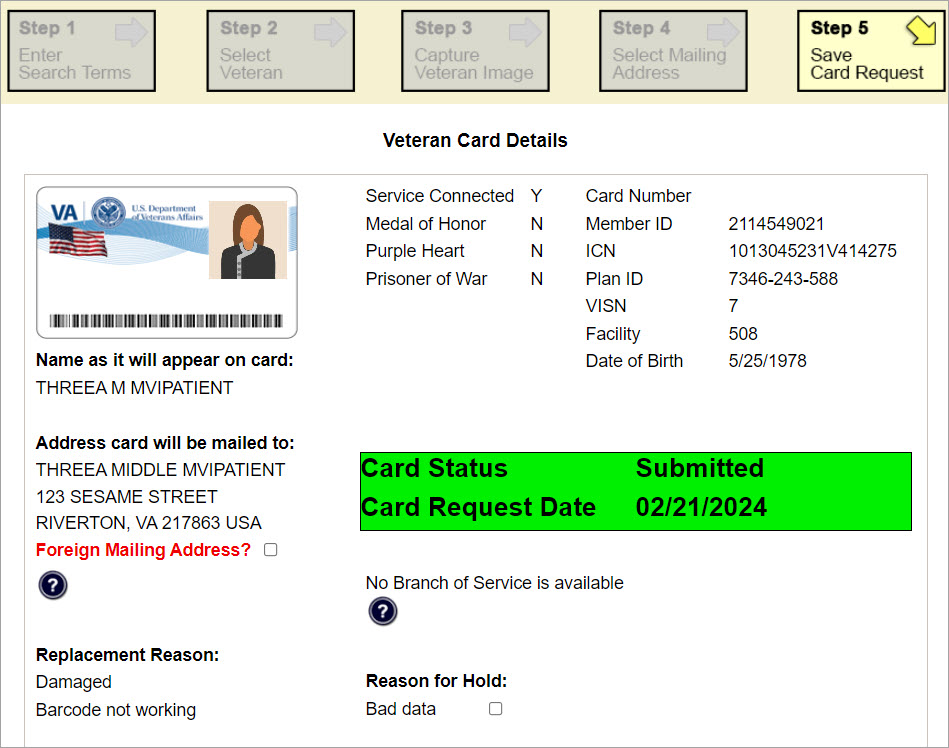 Step 1
Enter
Search Terms
Step 2
Select
Veteran
Step 3
Capture
Veteran Image
Step 4
Select Mailing
Address
Step 5
Save
Card Request
Veteran Card Details
VA
U.S. Department
of Veterans Affairs
Name as it will appear on card:
THREEA M MVIPATIENT
Address card will be mailed to:
THREEA MIDDLE MVIPATIENT
123 SESAME STREET
RIVERTON, VA 217863 USA
Foreign Mailing Address?
?
Replacement Reason:
Damaged
Barcode not working
Service Connected Y
Medal of Honor N
Purple Heart N
Prisoner of War N
Card Number
Member ID 2114549021
ICN 1013045231V414275
Plan ID 7346-243-588
VISN 7
Facility 508
Date of Birth 5/25/1978
Card Status Submitted
Card Request Date 02/21/2024
No Branch of Service is available
?
Reason for Hold:
Bad data